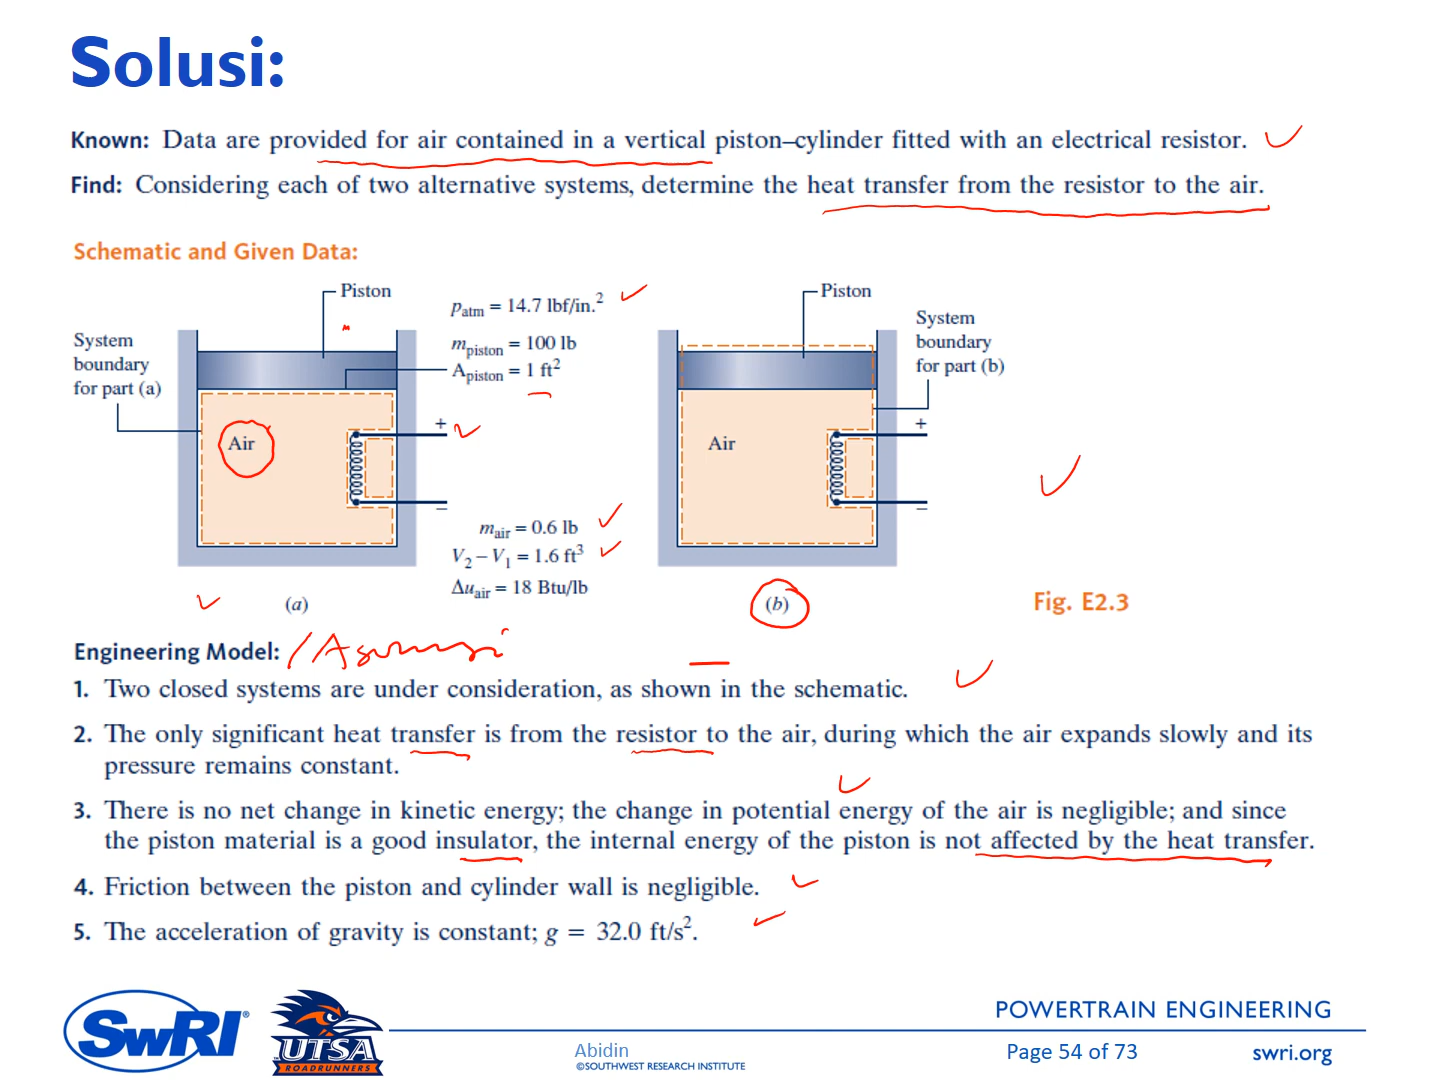 Solusi:
Known: Data are provided for air contained in a vertical piston–cylinder fitted with an electrical resistor.
Find: Considering each of two alternative systems, determine the heat transfer from the resistor to the air.
Schematic and Given Data:
Piston
System
boundary
for part (a)
Air
p_atm = 14.7 lbf/in.²
m_piston = 100 lb
A_piston = 1 ft²
+
−
m_air = 0.6 lb
V₂ − V₁ = 1.6 ft³
Δu_air = 18 Btu/lb
(a)
Piston
System
boundary
for part (b)
Air
+
−
(b)
Fig. E2.3
Engineering Model: /Asumsi
1. Two closed systems are under consideration, as shown in the schematic.
2. The only significant heat transfer is from the resistor to the air, during which the air expands slowly and its
pressure remains constant.
3. There is no net change in kinetic energy; the change in potential energy of the air is negligible; and since
the piston material is a good insulator, the internal energy of the piston is not affected by the heat transfer.
4. Friction between the piston and cylinder wall is negligible.
5. The acceleration of gravity is constant; g = 32.0 ft/s².
SwRI®
UTSA
ROADRUNNERS
Abidin
©SOUTHWEST RESEARCH INSTITUTE
POWERTRAIN ENGINEERING
Page 54 of 73
swri.org